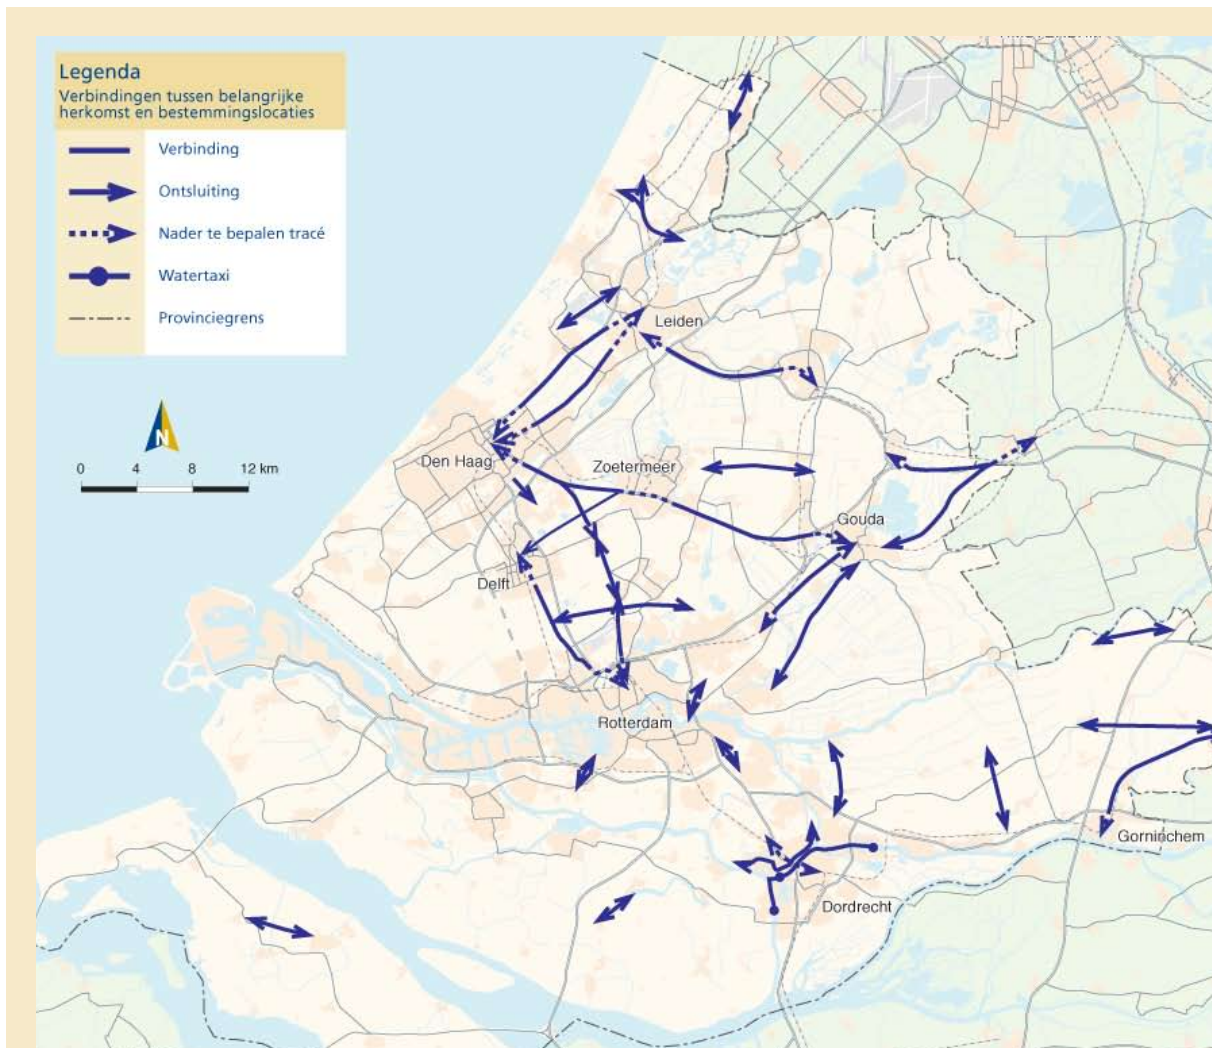 Legenda
Verbindingen tussen belangrijke
herkomst en bestemmingslocaties
Verbinding
Ontsluiting
Nader te bepalen tracé
Watertaxi
Provinciegrens
N
0 4 8 12 km
Leiden
Den Haag
Zoetermeer
Gouda
Delft
Rotterdam
Gorninchem
Dordrecht